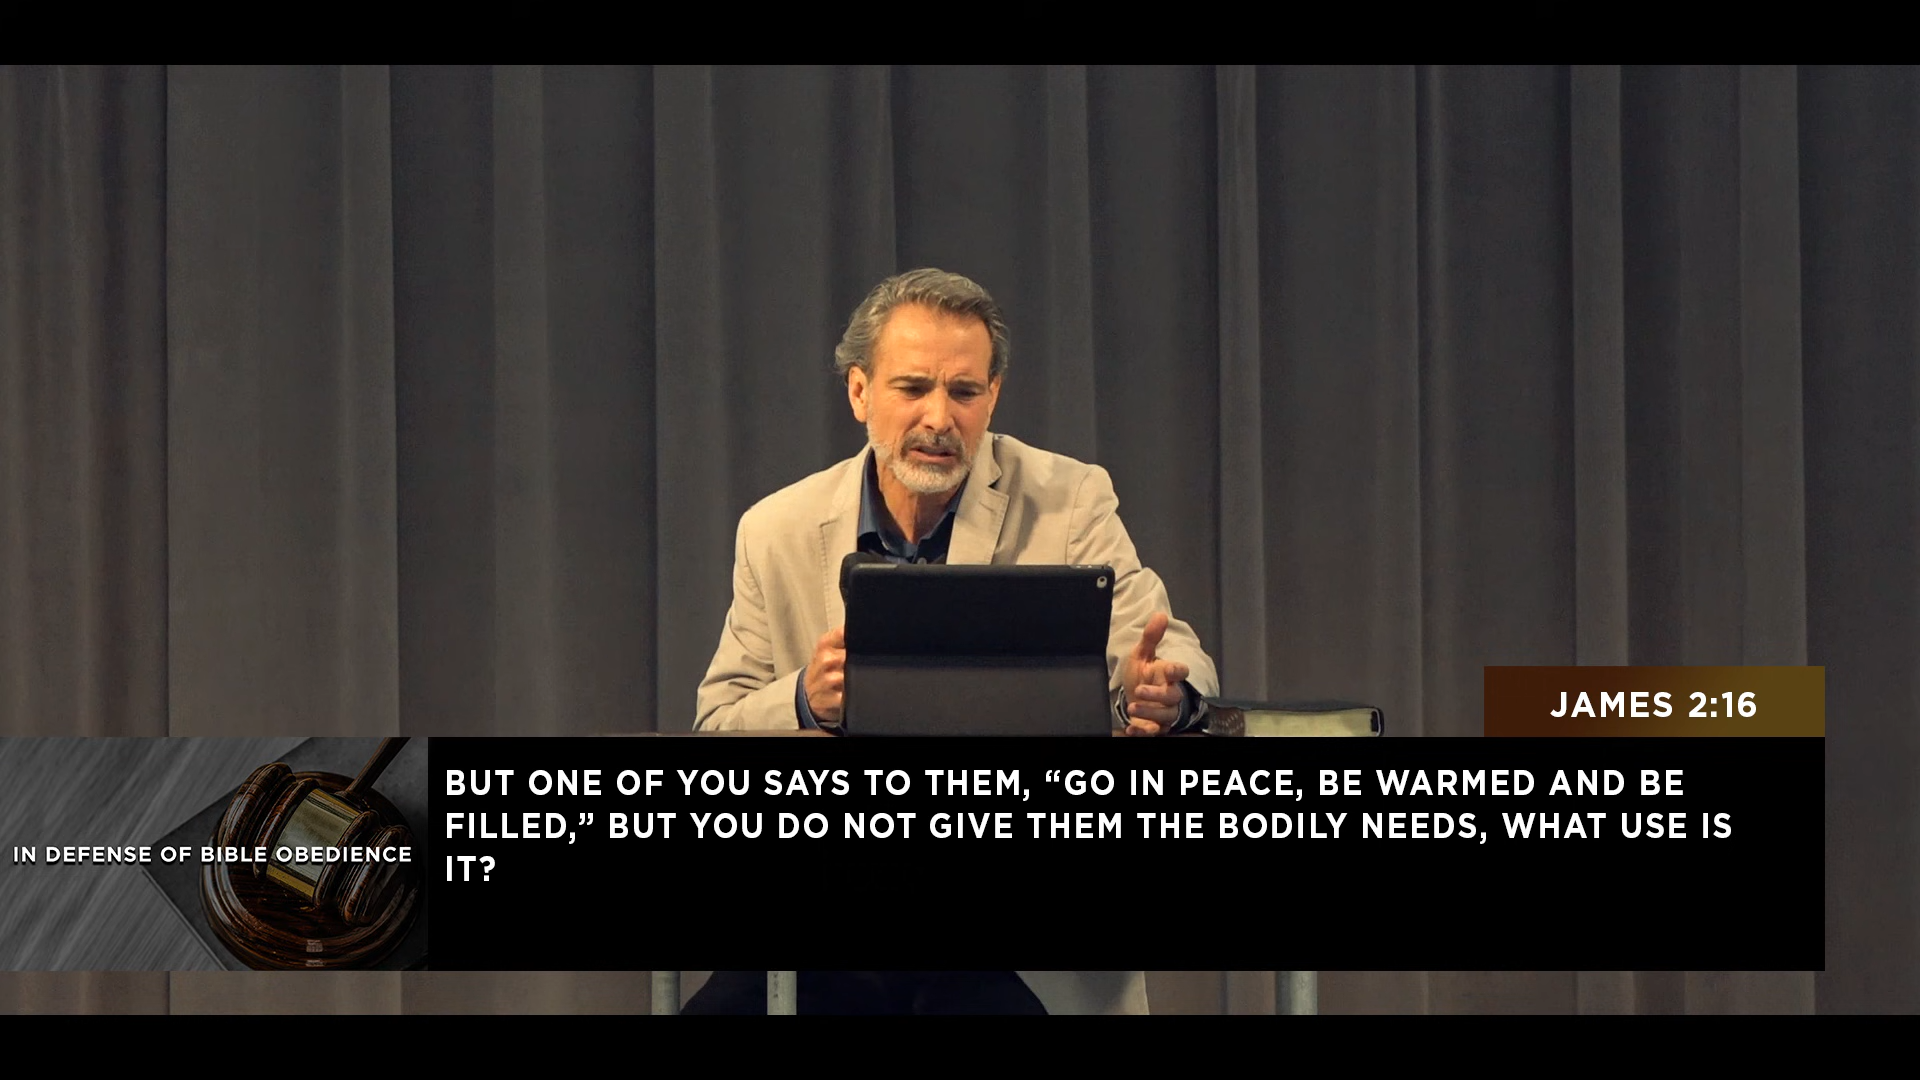 JAMES 2:16
BUT ONE OF YOU SAYS TO THEM, “GO IN PEACE, BE WARMED AND BE
FILLED,” BUT YOU DO NOT GIVE THEM THE BODILY NEEDS, WHAT USE IS
IT?
IN DEFENSE OF BIBLE OBEDIENCE